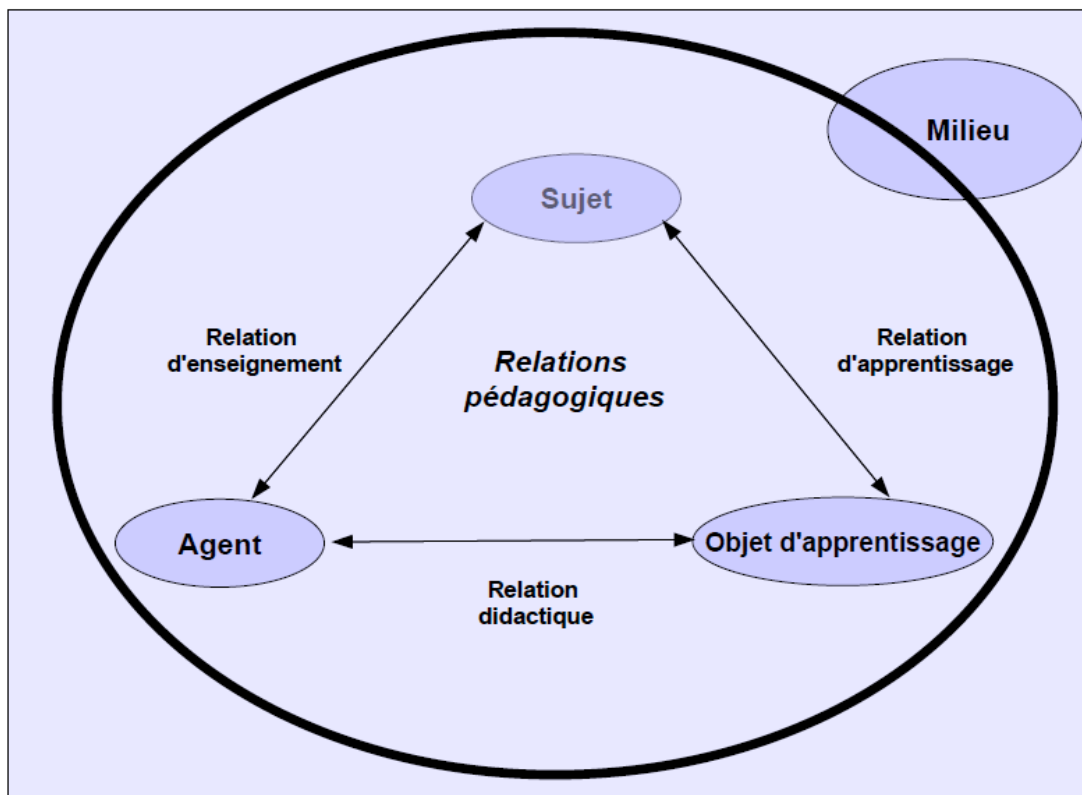 Milieu
Sujet
Relation
d'enseignement
Relations
pédagogiques
Relation
d'apprentissage
Agent
Objet d'apprentissage
Relation
didactique